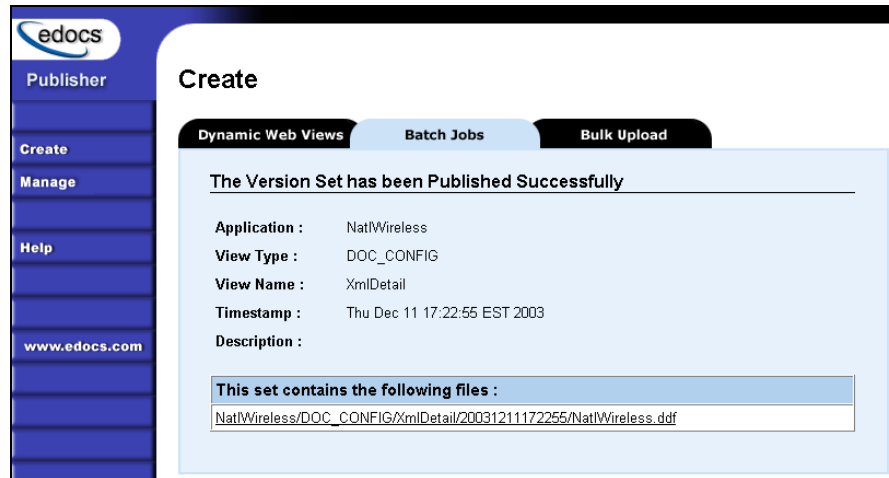 edocs
Publisher
Create
Manage
Help
www.edocs.com
Create
Dynamic Web Views
Batch Jobs
Bulk Upload
The Version Set has been Published Successfully
Application : NatlWireless
View Type : DOC_CONFIG
View Name : XmlDetail
Timestamp : Thu Dec 11 17:22:55 EST 2003
Description :
This set contains the following files :
NatlWireless/DOC_CONFIG/XmlDetail/20031211172255/NatlWireless.ddf